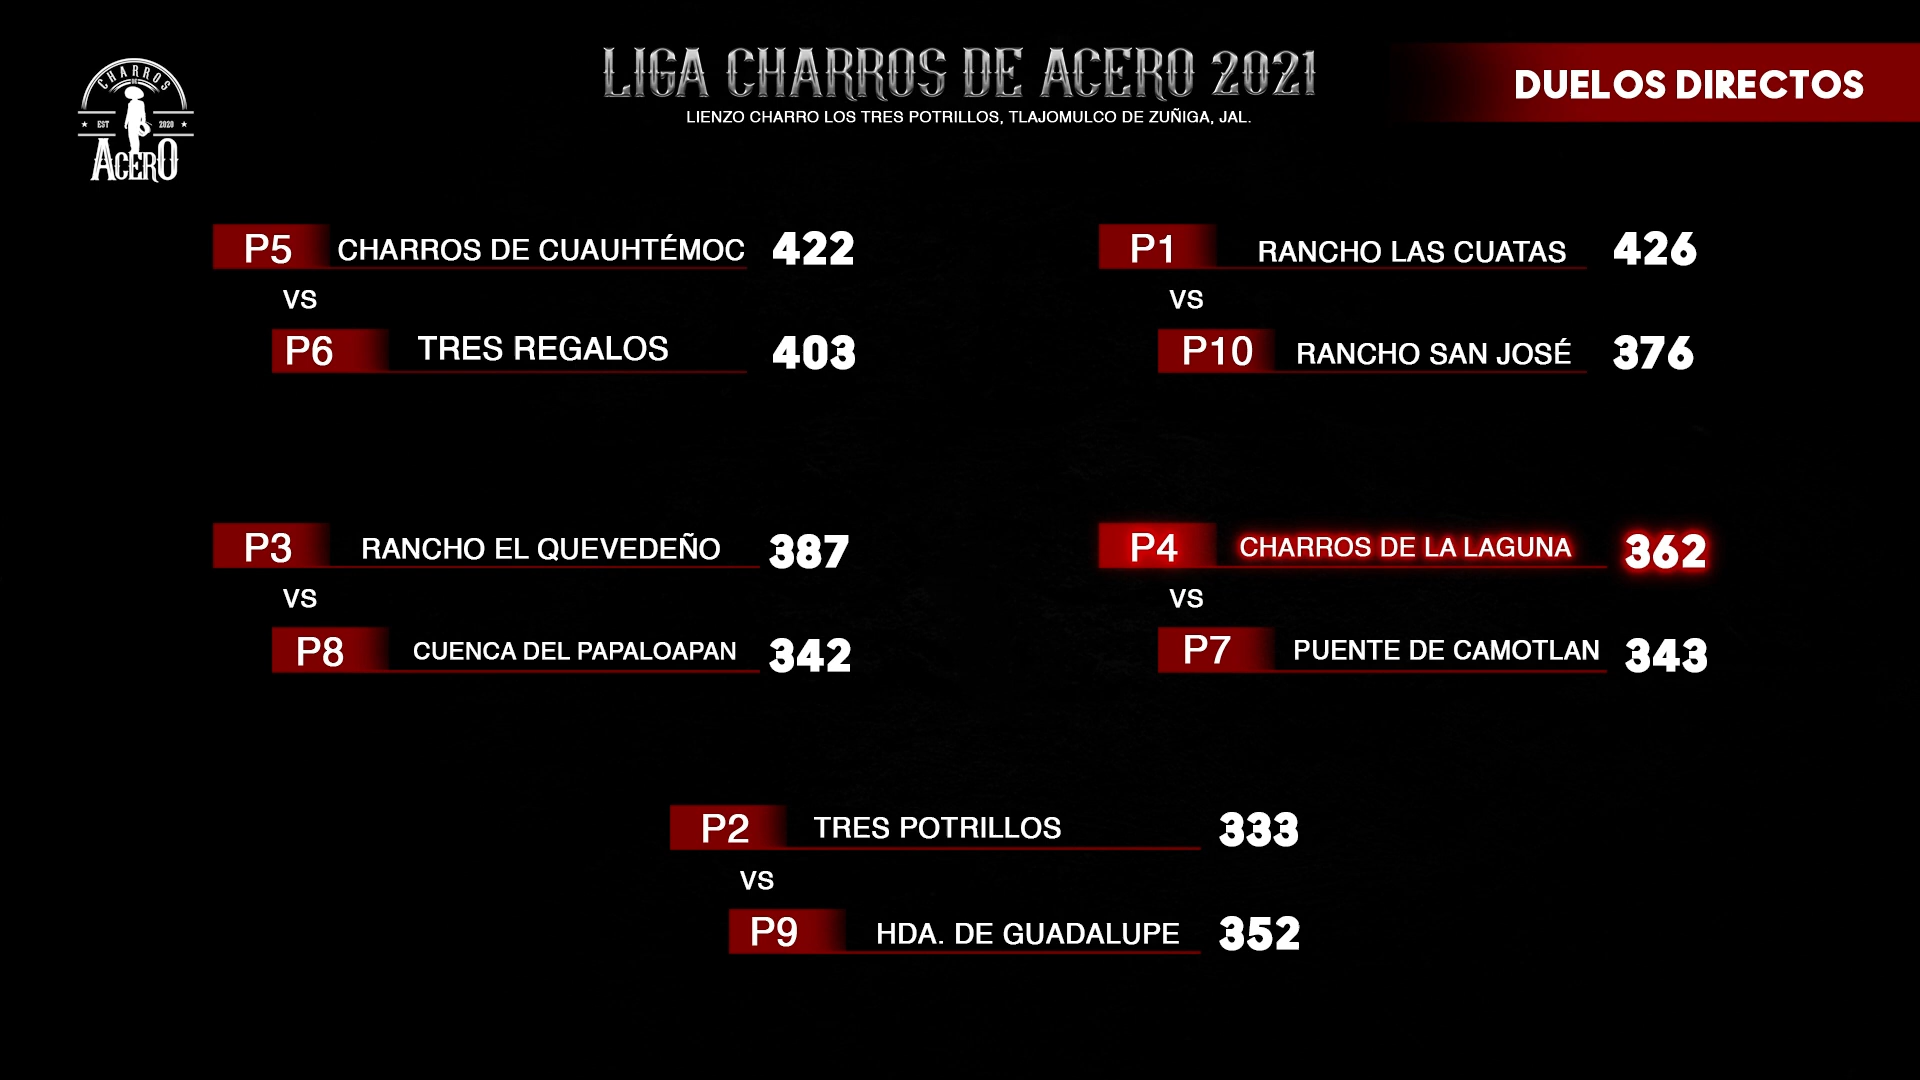 CHARROS
DE
EST 2020
ACERO
LIGA CHARROS DE ACERO 2021
LIENZO CHARRO LOS TRES POTRILLOS, TLAJOMULCO DE ZUÑIGA, JAL.
DUELOS DIRECTOS
P5 CHARROS DE CUAUHTÉMOC 422
VS
P6 TRES REGALOS 403
P1 RANCHO LAS CUATAS 426
VS
P10 RANCHO SAN JOSÉ 376
P3 RANCHO EL QUEVEDEÑO 387
VS
P8 CUENCA DEL PAPALOAPAN 342
P4 CHARROS DE LA LAGUNA 362
VS
P7 PUENTE DE CAMOTLAN 343
P2 TRES POTRILLOS 333
VS
P9 HDA. DE GUADALUPE 352